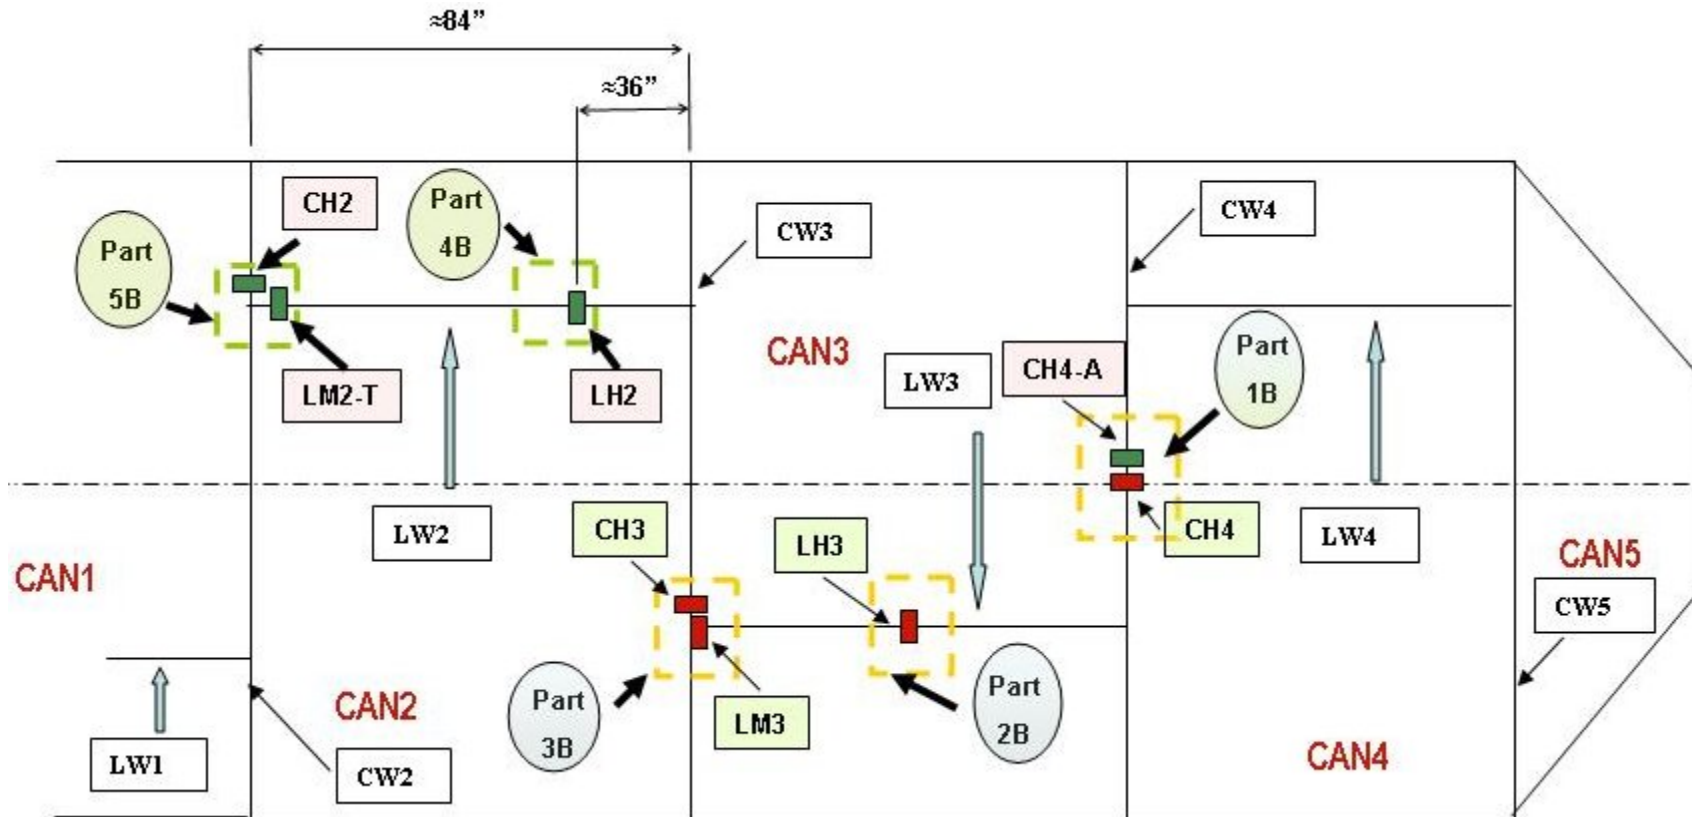 ≈84”
≈36”
CH2
Part
4B
CW3
CW4
Part
5B
CAN3
LW3
CH4-A
Part
1B
LM2-T
LH2
CH3
LW2
LH3
CH4
LW4
CAN1
CAN5
CW5
CAN2
Part
3B
LM3
Part
2B
LW1
CW2
CAN4